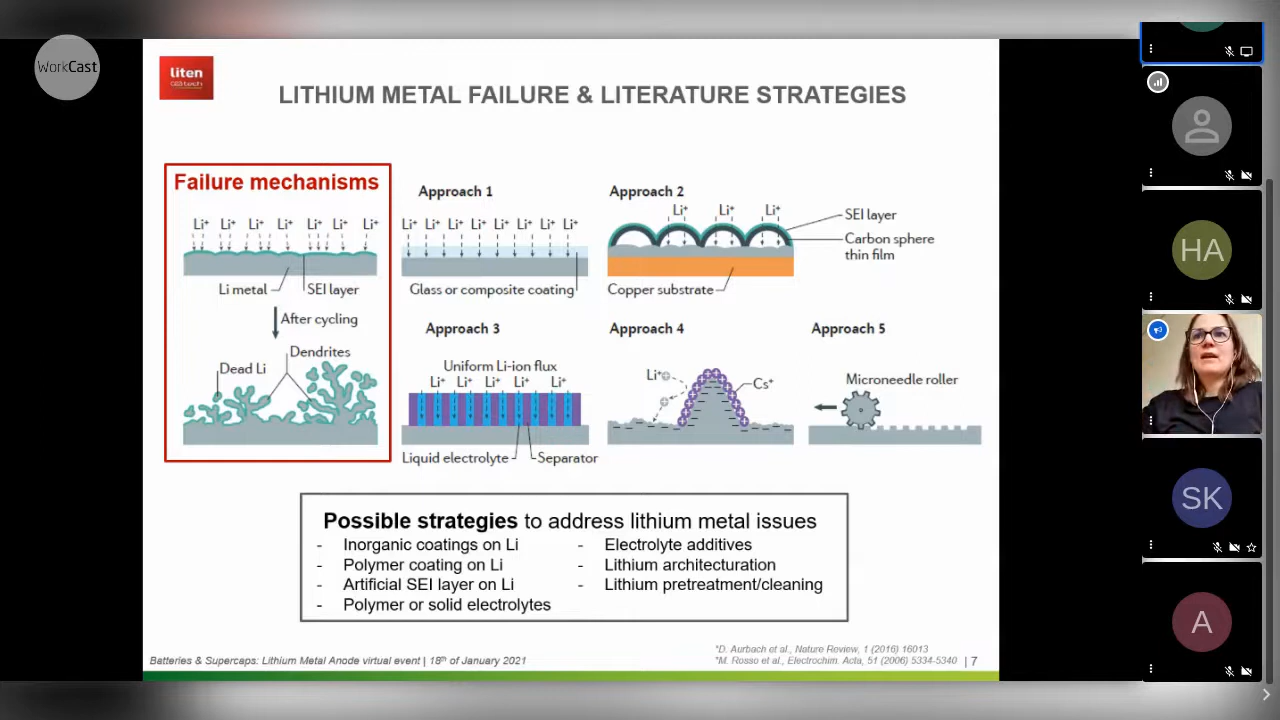 WorkCast
liten
LITHIUM METAL FAILURE & LITERATURE STRATEGIES
Failure mechanisms
Li⁺ Li⁺ Li⁺ Li⁺ Li⁺ Li⁺ Li⁺
Li metal
SEI layer
After cycling
Dead Li
Dendrites
Approach 1
Li⁺ Li⁺ Li⁺ Li⁺ Li⁺ Li⁺ Li⁺ Li⁺
Glass or composite coating
Approach 2
Li⁺ Li⁺ Li⁺
SEI layer
Carbon sphere
thin film
Copper substrate
Approach 3
Uniform Li-ion flux
Li⁺ Li⁺ Li⁺ Li⁺ Li⁺
Liquid electrolyte
Separator
Approach 4
Li⁺
Cs⁺
Approach 5
Microneedle roller
Possible strategies to address lithium metal issues
- Inorganic coatings on Li
- Polymer coating on Li
- Artificial SEI layer on Li
- Polymer or solid electrolytes
- Electrolyte additives
- Lithium architecturation
- Lithium pretreatment/cleaning
Batteries & Supercaps: Lithium Metal Anode virtual event | 18th of January 2021
*D. Aurbach et al., Nature Review, 1 (2016) 16013
*M. Rosso et al., Electrochim. Acta, 51 (2006) 5334-5340
| 7
HA
SK
A